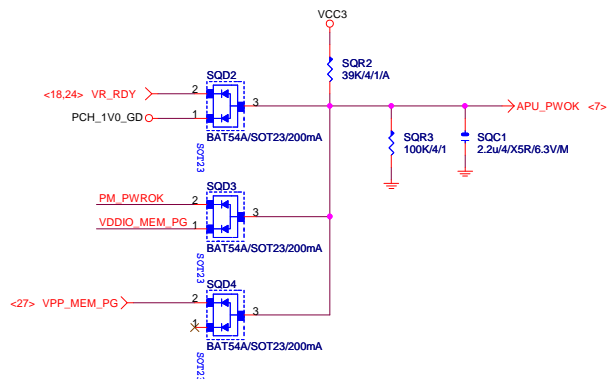 VCC3
SQR2
39K/4/1/A
SQD2
<18,24> VR_RDY
2
3
PCH_1V0_GD
1
BAT54A/SOT23/200mA
SOT23
APU_PWOK <7>
SQR3
100K/4/1
SQC1
2.2u/4/X5R/6.3V/M
SQD3
PM_PWROK
2
3
VDDIO_MEM_PG
1
BAT54A/SOT23/200mA
SOT23
SQD4
<27> VPP_MEM_PG
2
3
1
BAT54A/SOT23/200mA
SOT23